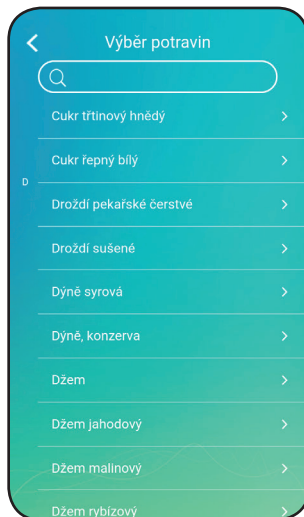 Výběr potravin
Cukr třtinový hnědý
Cukr řepný bílý
D
Droždí pekařské čerstvé
Droždí sušené
Dýně syrová
Dýně, konzerva
Džem
Džem jahodový
Džem malinový
Džem rybízový